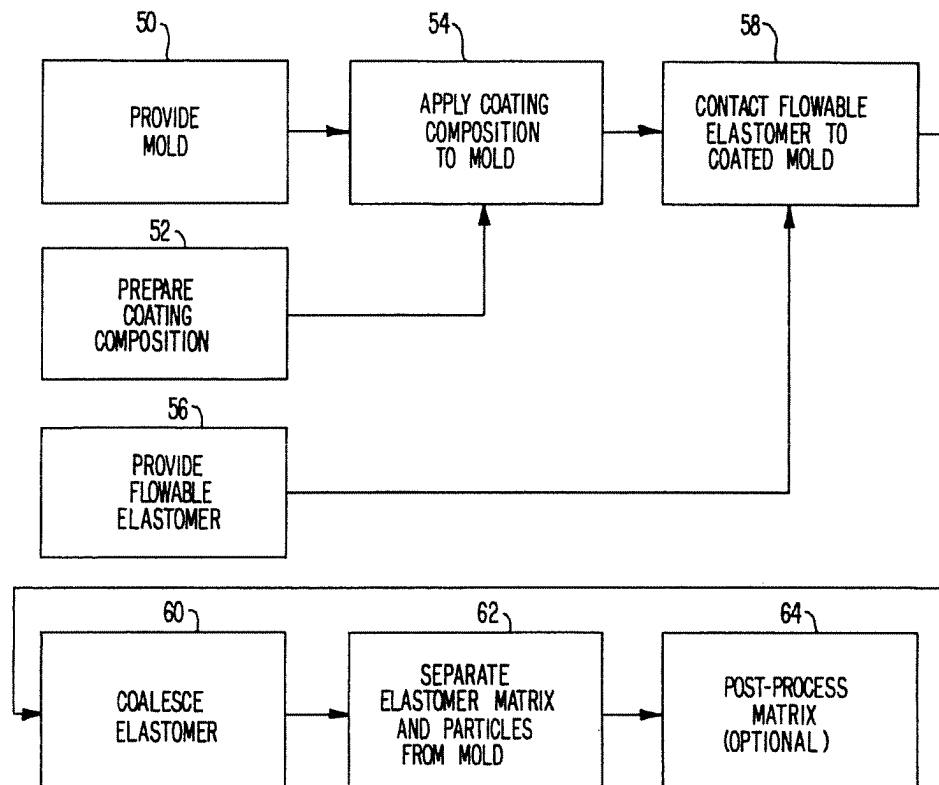 50
PROVIDE
MOLD
54
APPLY COATING
COMPOSITION
TO MOLD
58
CONTACT FLOWABLE
ELASTOMER TO
COATED MOLD
52
PREPARE
COATING
COMPOSITION
56
PROVIDE
FLOWABLE
ELASTOMER
60
COALESCE
ELASTOMER
62
SEPARATE
ELASTOMER MATRIX
AND PARTICLES
FROM MOLD
64
POST-PROCESS
MATRIX
(OPTIONAL)